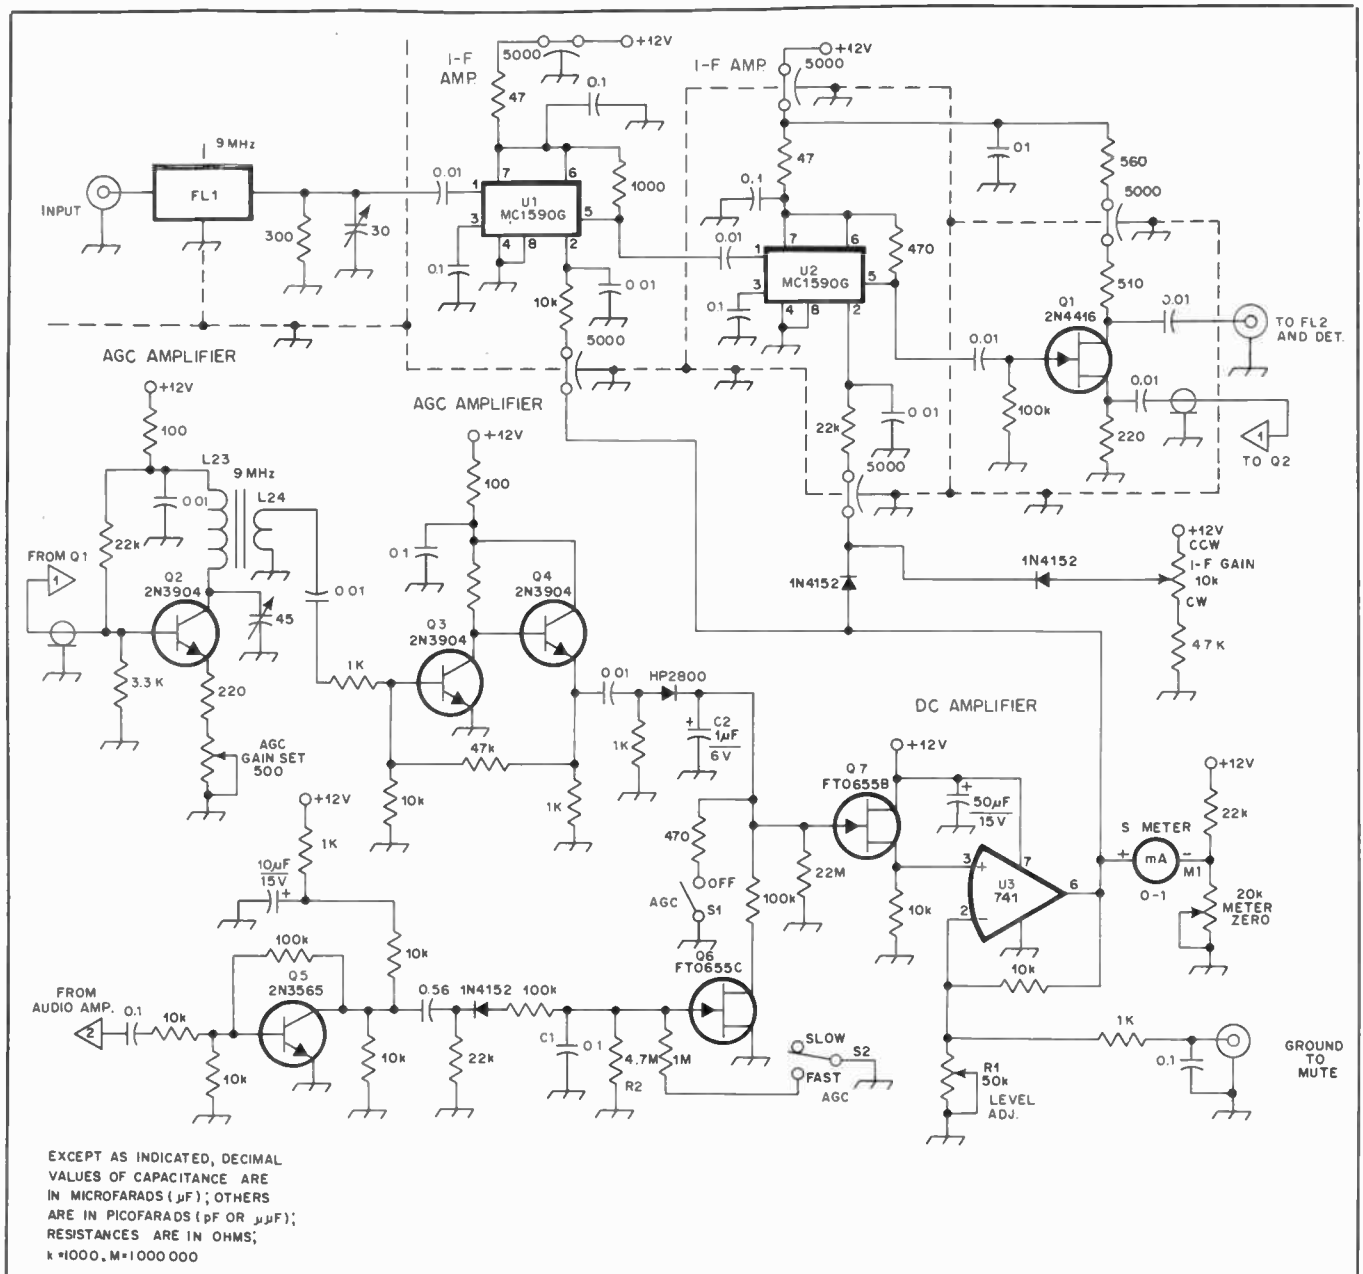 I-F AMP.
5000
+12V
47
0.1
9 MHz
INPUT
FL1
300
30
0.01
1
7
6
U1
MC1590G
3
5
4
8
2
1000
0.1
10k
0 01
5000
I-F AMP
+12V
5000
47
0.1
0.01
1
7
6
U2
MC1590G
3
5
4
8
2
470
01
560
5000
510
Q1
2N4416
0.01
TO FL2
AND DET.
0.01
100k
0.01
220
1
TO Q2
22k
0 01
5000
AGC AMPLIFIER
+12V
100
L23
9 MHz
L24
0 01
22k
FROM Q1
1
Q2
2N3904
45
3.3 K
220
AGC
GAIN SET
500
0 01
AGC AMPLIFIER
+12V
100
0 1
Q4
2N3904
Q3
2N3904
1K
47k
10k
1K
0 01
HP2800
1K
+
C2
1µF
6V
1N4152
1N4152
+12V
CCW
I-F GAIN
10k
CW
47K
DC AMPLIFIER
+12V
Q7
FT0655B
+
50µF
15V
22M
10k
3
+
7
U3
741
6
2
−
10k
S METER
+
mA
−
M1
0-1
+12V
22k
20k
METER
ZERO
470
OFF
AGC
S1
100k
Q6
FT0655C
+12V
1K
10µF
15V
+
100k
10k
Q5
2N3565
FROM
AUDIO AMP.
2
0.1
10k
10k
10k
0.56
1N4152
100k
22k
C1
0.1
4.7M
R2
1M
SLOW
S2
FAST
AGC
R1
50k
LEVEL
ADJ.
1K
0.1
GROUND
TO
MUTE
EXCEPT AS INDICATED, DECIMAL
VALUES OF CAPACITANCE ARE
IN MICROFARADS (µF); OTHERS
ARE IN PICOFARADS (pF OR µµF);
RESISTANCES ARE IN OHMS;
k=1000, M=1000 000